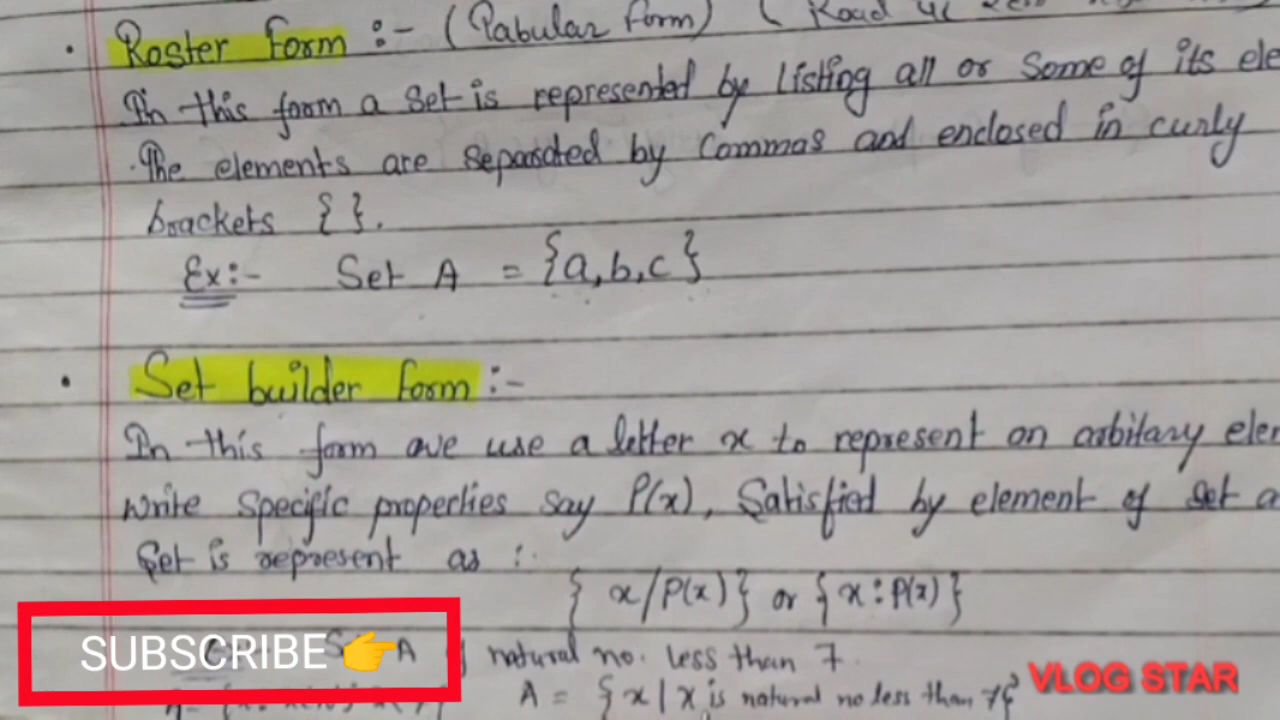 • Roster form :- (Tabular form) (
In this form a set is represented by listing all or some of its ele
The elements are separated by commas and enclosed in curly
brackets { }.
Ex:- Set A = {a,b,c}
• Set builder form :-
In this form we use a letter x to represent an arbitary elem
write specific properties say P(x), Satisfied by element of set a
Set is represent as :
{ x/P(x)} or {x : P(x)}
SUBSCRIBE 👉 A
natural no. less than 7
A = { x | x is natural no less than 7}
VLOG STAR